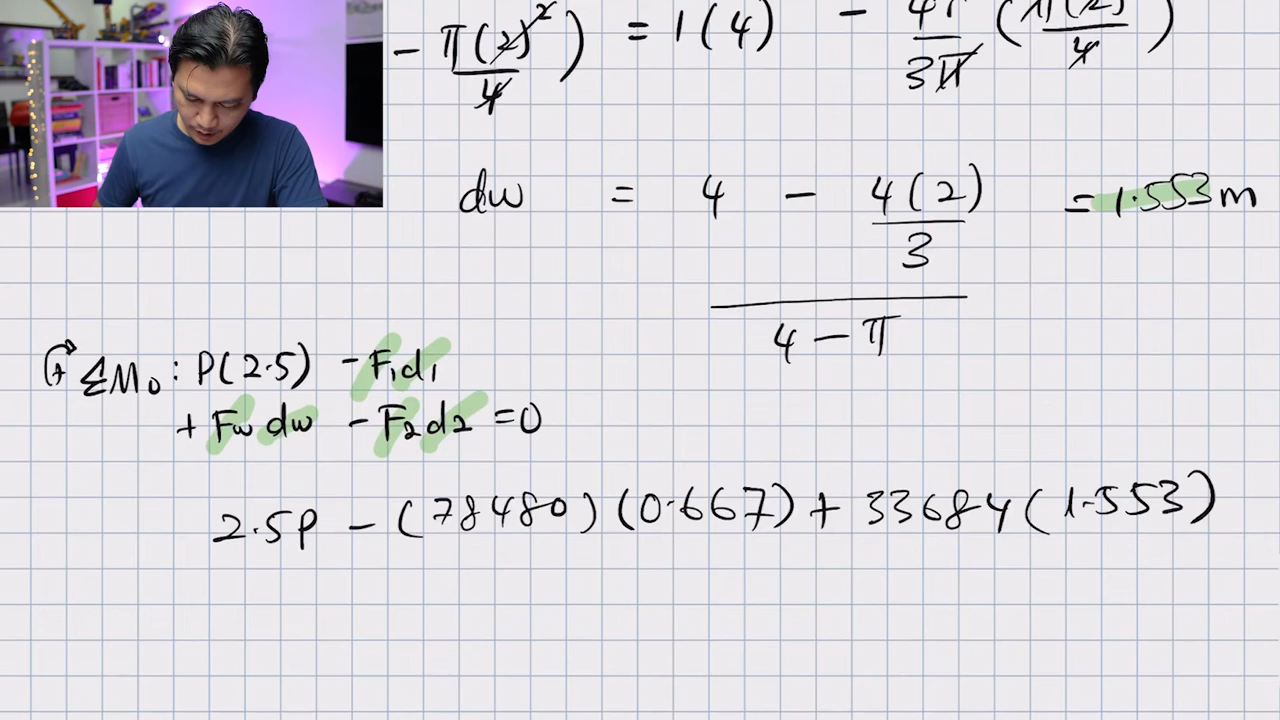 - π(2)²/4) = 1(4) - 4r/3π (π(2)/4)
dw = 4 - 4(2)/3 / 4 - π = 1.553m
ΣM₀ : P(2.5) - F₁d₁
+ Fw dw - F₂d₂ = 0
2.5P - (78480)(0.667) + 33684(1.553)